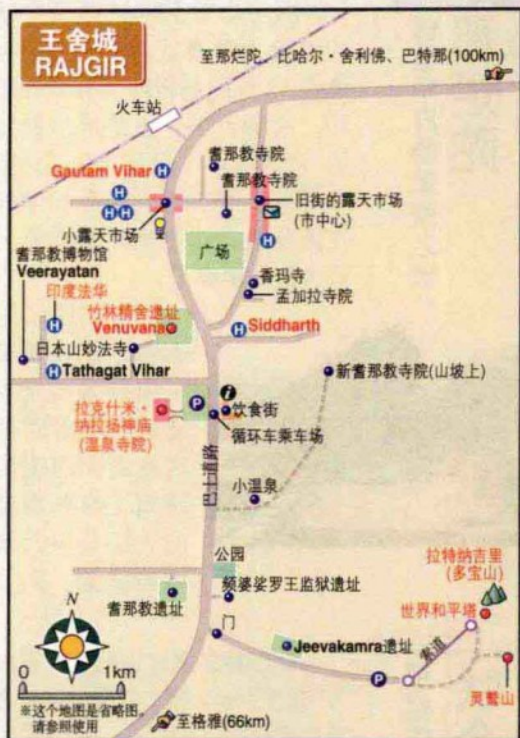 王舍城
RAJGIR
至那烂陀、比哈尔·舍利佛、巴特那(100km)
火车站
耆那教寺院
Gautam Vihar H
耆那教寺院
H
H H
旧街的露天市场
(市中心)
小露天市场
H
广场
耆那教博物馆
Veerayatan
香玛寺
印度法华
孟加拉寺院
竹林精舍遗址
H
Venuvana
H Siddharth
日本山妙法寺
新耆那教寺院(山坡上)
H Tathagat Vihar
i
拉克什米·
纳拉扬神庙
(温泉寺院)
P
饮食街
循环车乘车场
巴士道路
小温泉
公园
拉特纳吉里
(多宝山)
频婆娑罗王监狱遗址
世界和平塔
耆那教遗址
门
N
Jeevakamra遗址
索道
P
灵鹫山
0 1km
※这个地图是省略图,
请参照使用
至格雅(66km)